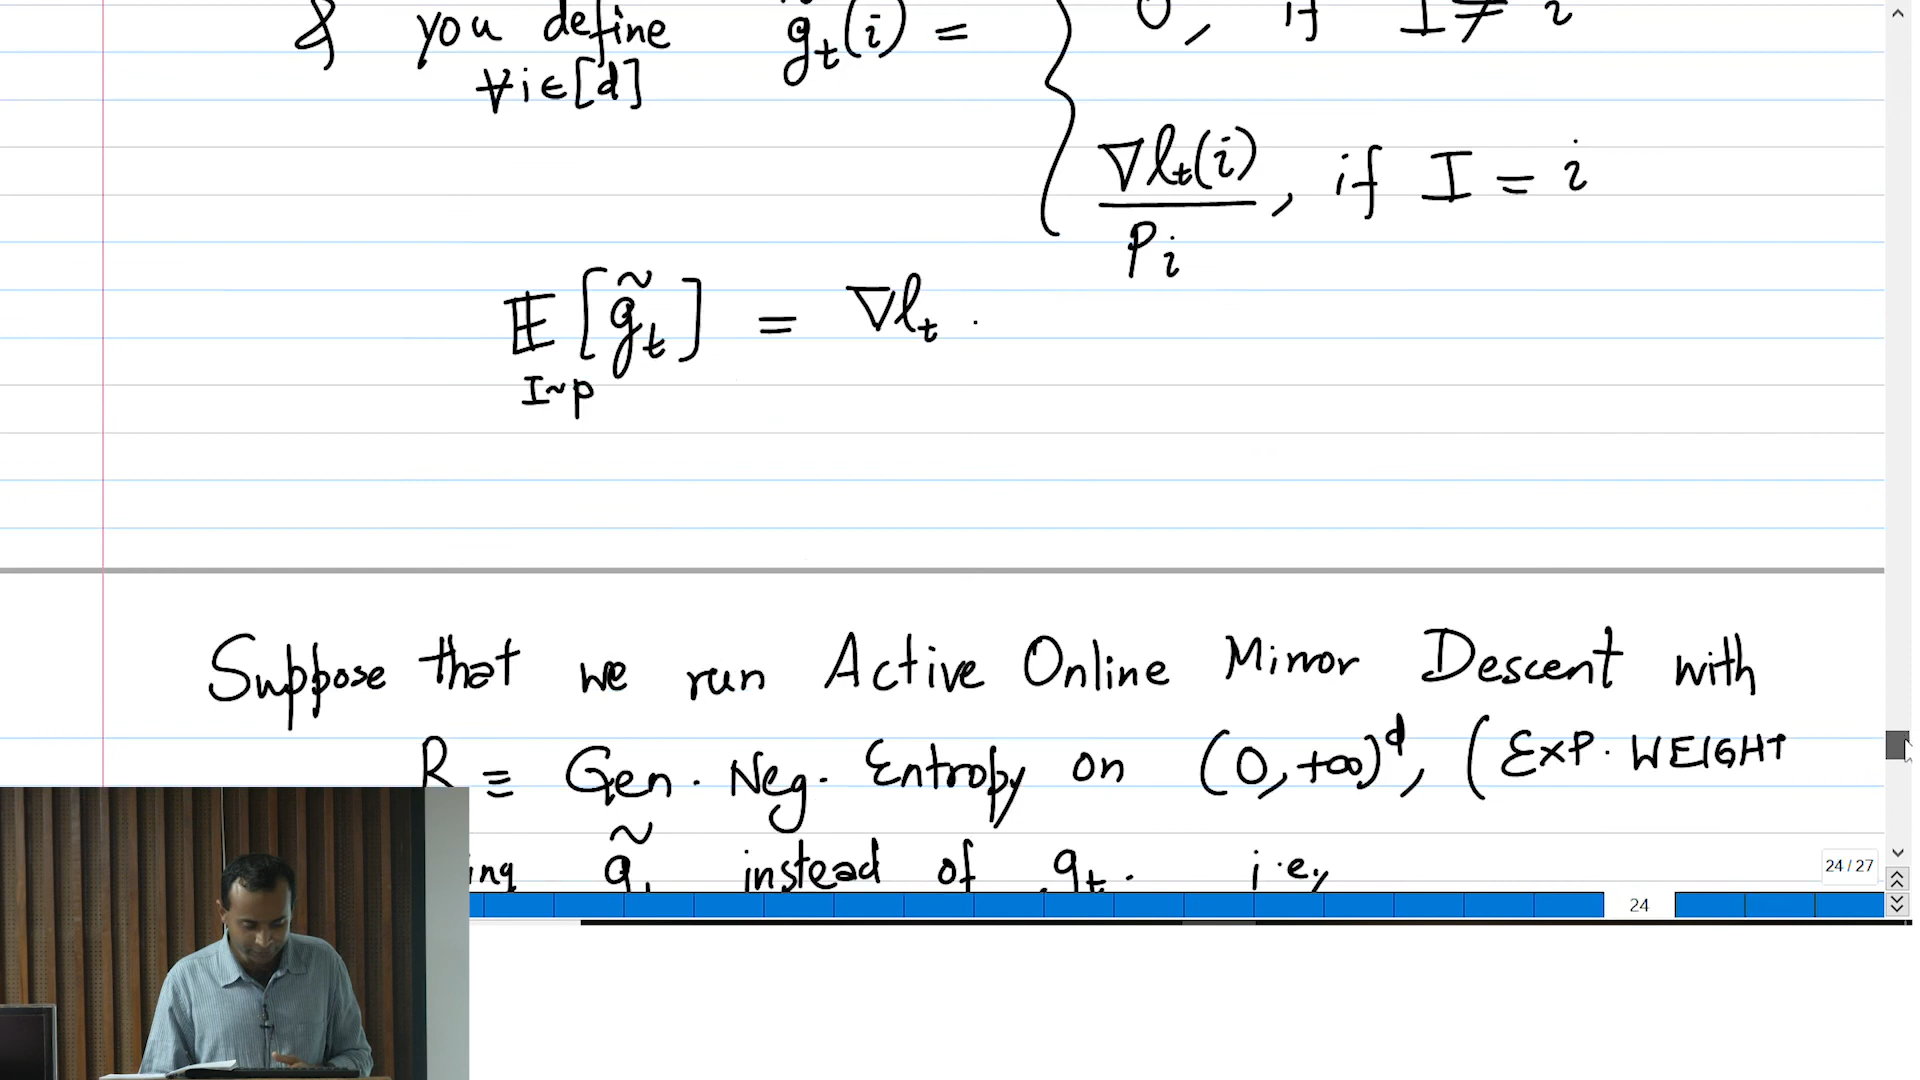 & you define g̃t(i) = { 0, if I ≠ i
∀i∈[d]
∇lt(i)/Pi, if I = i
𝔼I~p [g̃t] = ∇lt .
Suppose that we run Active Online Mirror Descent with
R ≡ Gen. Neg. Entropy on (0, +∞)^d, (EXP. WEIGHT
g̃t instead of gt. i.e,
24 / 27
24